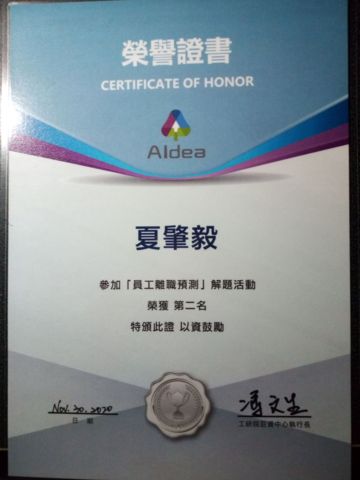 榮譽證書
CERTIFICATE OF HONOR
AIdea
夏肇毅
參加「員工離職預測」解題活動
榮獲 第二名
特頒此證 以資鼓勵
Nov. 20. 2020
日 期
工研院巨資中心執行長